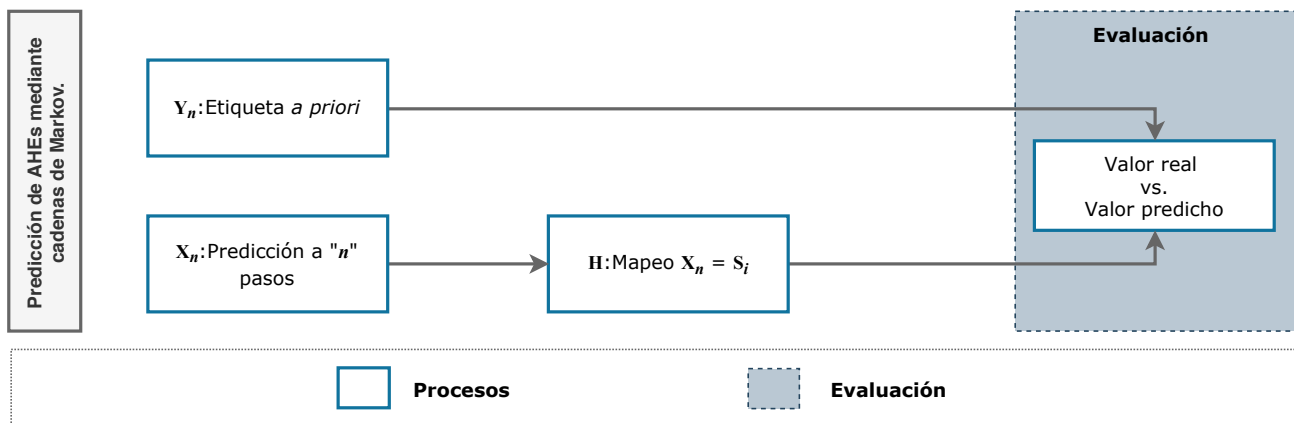 Predicción de AHEs mediante
cadenas de Markov.
Evaluación
Yₙ:Etiqueta a priori
Valor real
vs.
Valor predicho
Xₙ:Predicción a "n"
pasos
H:Mapeo Xₙ = Sᵢ
Procesos
Evaluación